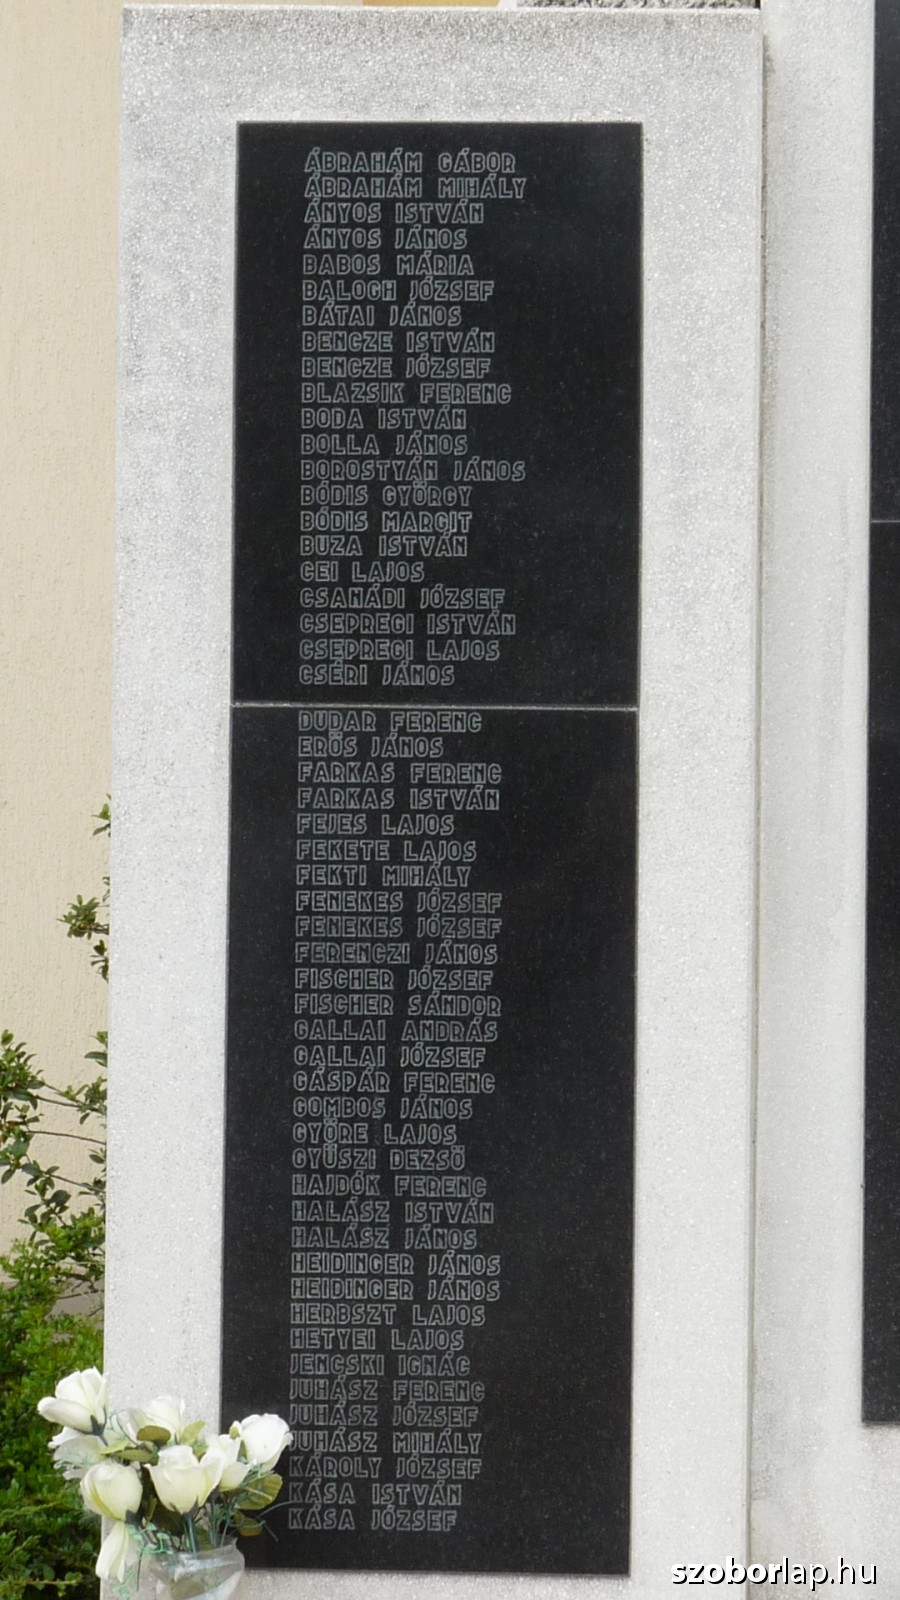 ÁBRAHÁM GÁBOR
ÁBRAHÁM MIHÁLY
ÁNYOS ISTVÁN
ÁNYOS JÁNOS
BABOS MÁRIA
BALOGH JÓZSEF
BÁTAI JÁNOS
BENCZE ISTVÁN
BENCZE JÓZSEF
BLAZSIK FERENC
BODA ISTVÁN
BOLLA JÁNOS
BOROSTYÁN JÁNOS
BÓDIS GYÖRGY
BÓDIS MARGIT
BUZA ISTVÁN
CEI LAJOS
CSANÁDI JÓZSEF
CSEPREGI ISTVÁN
CSEPREGI LAJOS
CSÉRI JÁNOS
DUDAR FERENC
ERŐS JÁNOS
FARKAS FERENC
FARKAS ISTVÁN
FEJES LAJOS
FEKETE LAJOS
FEKTI MIHÁLY
FENEKES JÓZSEF
FENEKES JÓZSEF
FERENCZI JÁNOS
FISCHER JÓZSEF
FISCHER SÁNDOR
GALLAI ANDRÁS
GALLAI JÓZSEF
GÁSPÁR FERENC
GOMBOS JÁNOS
GYŐRE LAJOS
GYŰSZI DEZSŐ
HAJDÓK FERENC
HALÁSZ ISTVÁN
HALÁSZ JÁNOS
HEIDINGER JÁNOS
HEIDINGER JÁNOS
HERBSZT LAJOS
HETYEI LAJOS
JENCSKI IGNÁC
JUHÁSZ FERENC
JUHÁSZ JÓZSEF
JUHÁSZ MIHÁLY
KÁROLY JÓZSEF
KÁSA ISTVÁN
KÁSA JÓZSEF
szoborlap.hu